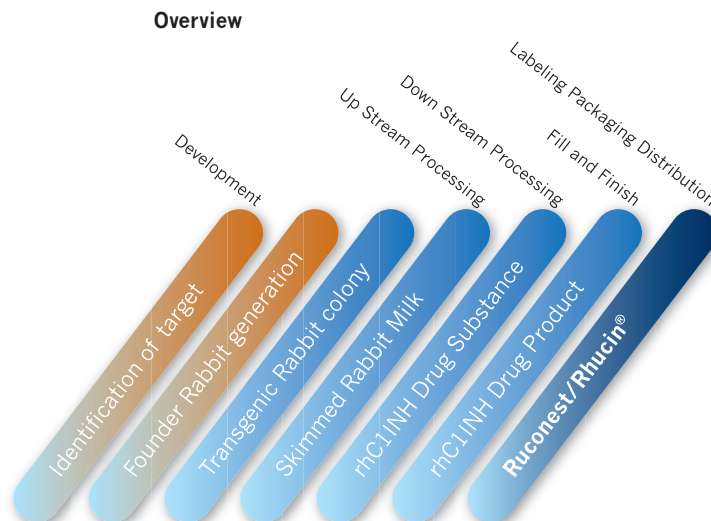 Overview
Development
Up Stream Processing
Down Stream Processing
Fill and Finish
Labeling Packaging Distribution
Identification of target
Founder Rabbit generation
Transgenic Rabbit colony
Skimmed Rabbit Milk
rhC1INH Drug Substance
rhC1INH Drug Product
Ruconest/Rhucin®